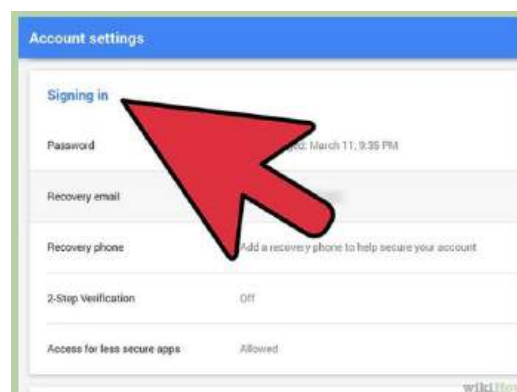 Account settings
Signing in
Password
March 11, 9:35 PM
Recovery email
Recovery phone Add a recovery phone to help secure your account
2-Step Verification Off
Access for less secure apps Allowed
wikiHow